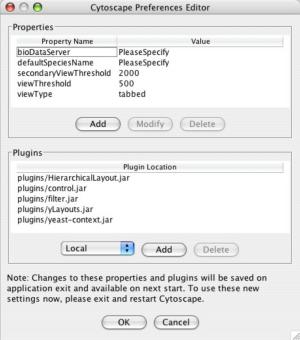 Cytoscape Preferences Editor
Properties
Property Name Value
bioDataServer PleaseSpecify
defaultSpeciesName PleaseSpecify
secondaryViewThreshold 2000
viewThreshold 500
viewType tabbed
Add Modify Delete
Plugins
Plugin Location
plugins/HierarchicalLayout.jar
plugins/control.jar
plugins/filter.jar
plugins/yLayouts.jar
plugins/yeast-context.jar
Local Add Delete
Note: Changes to these properties and plugins will be saved on
application exit and available on next start. To use these new
settings now, please exit and restart Cytoscape.
OK Cancel